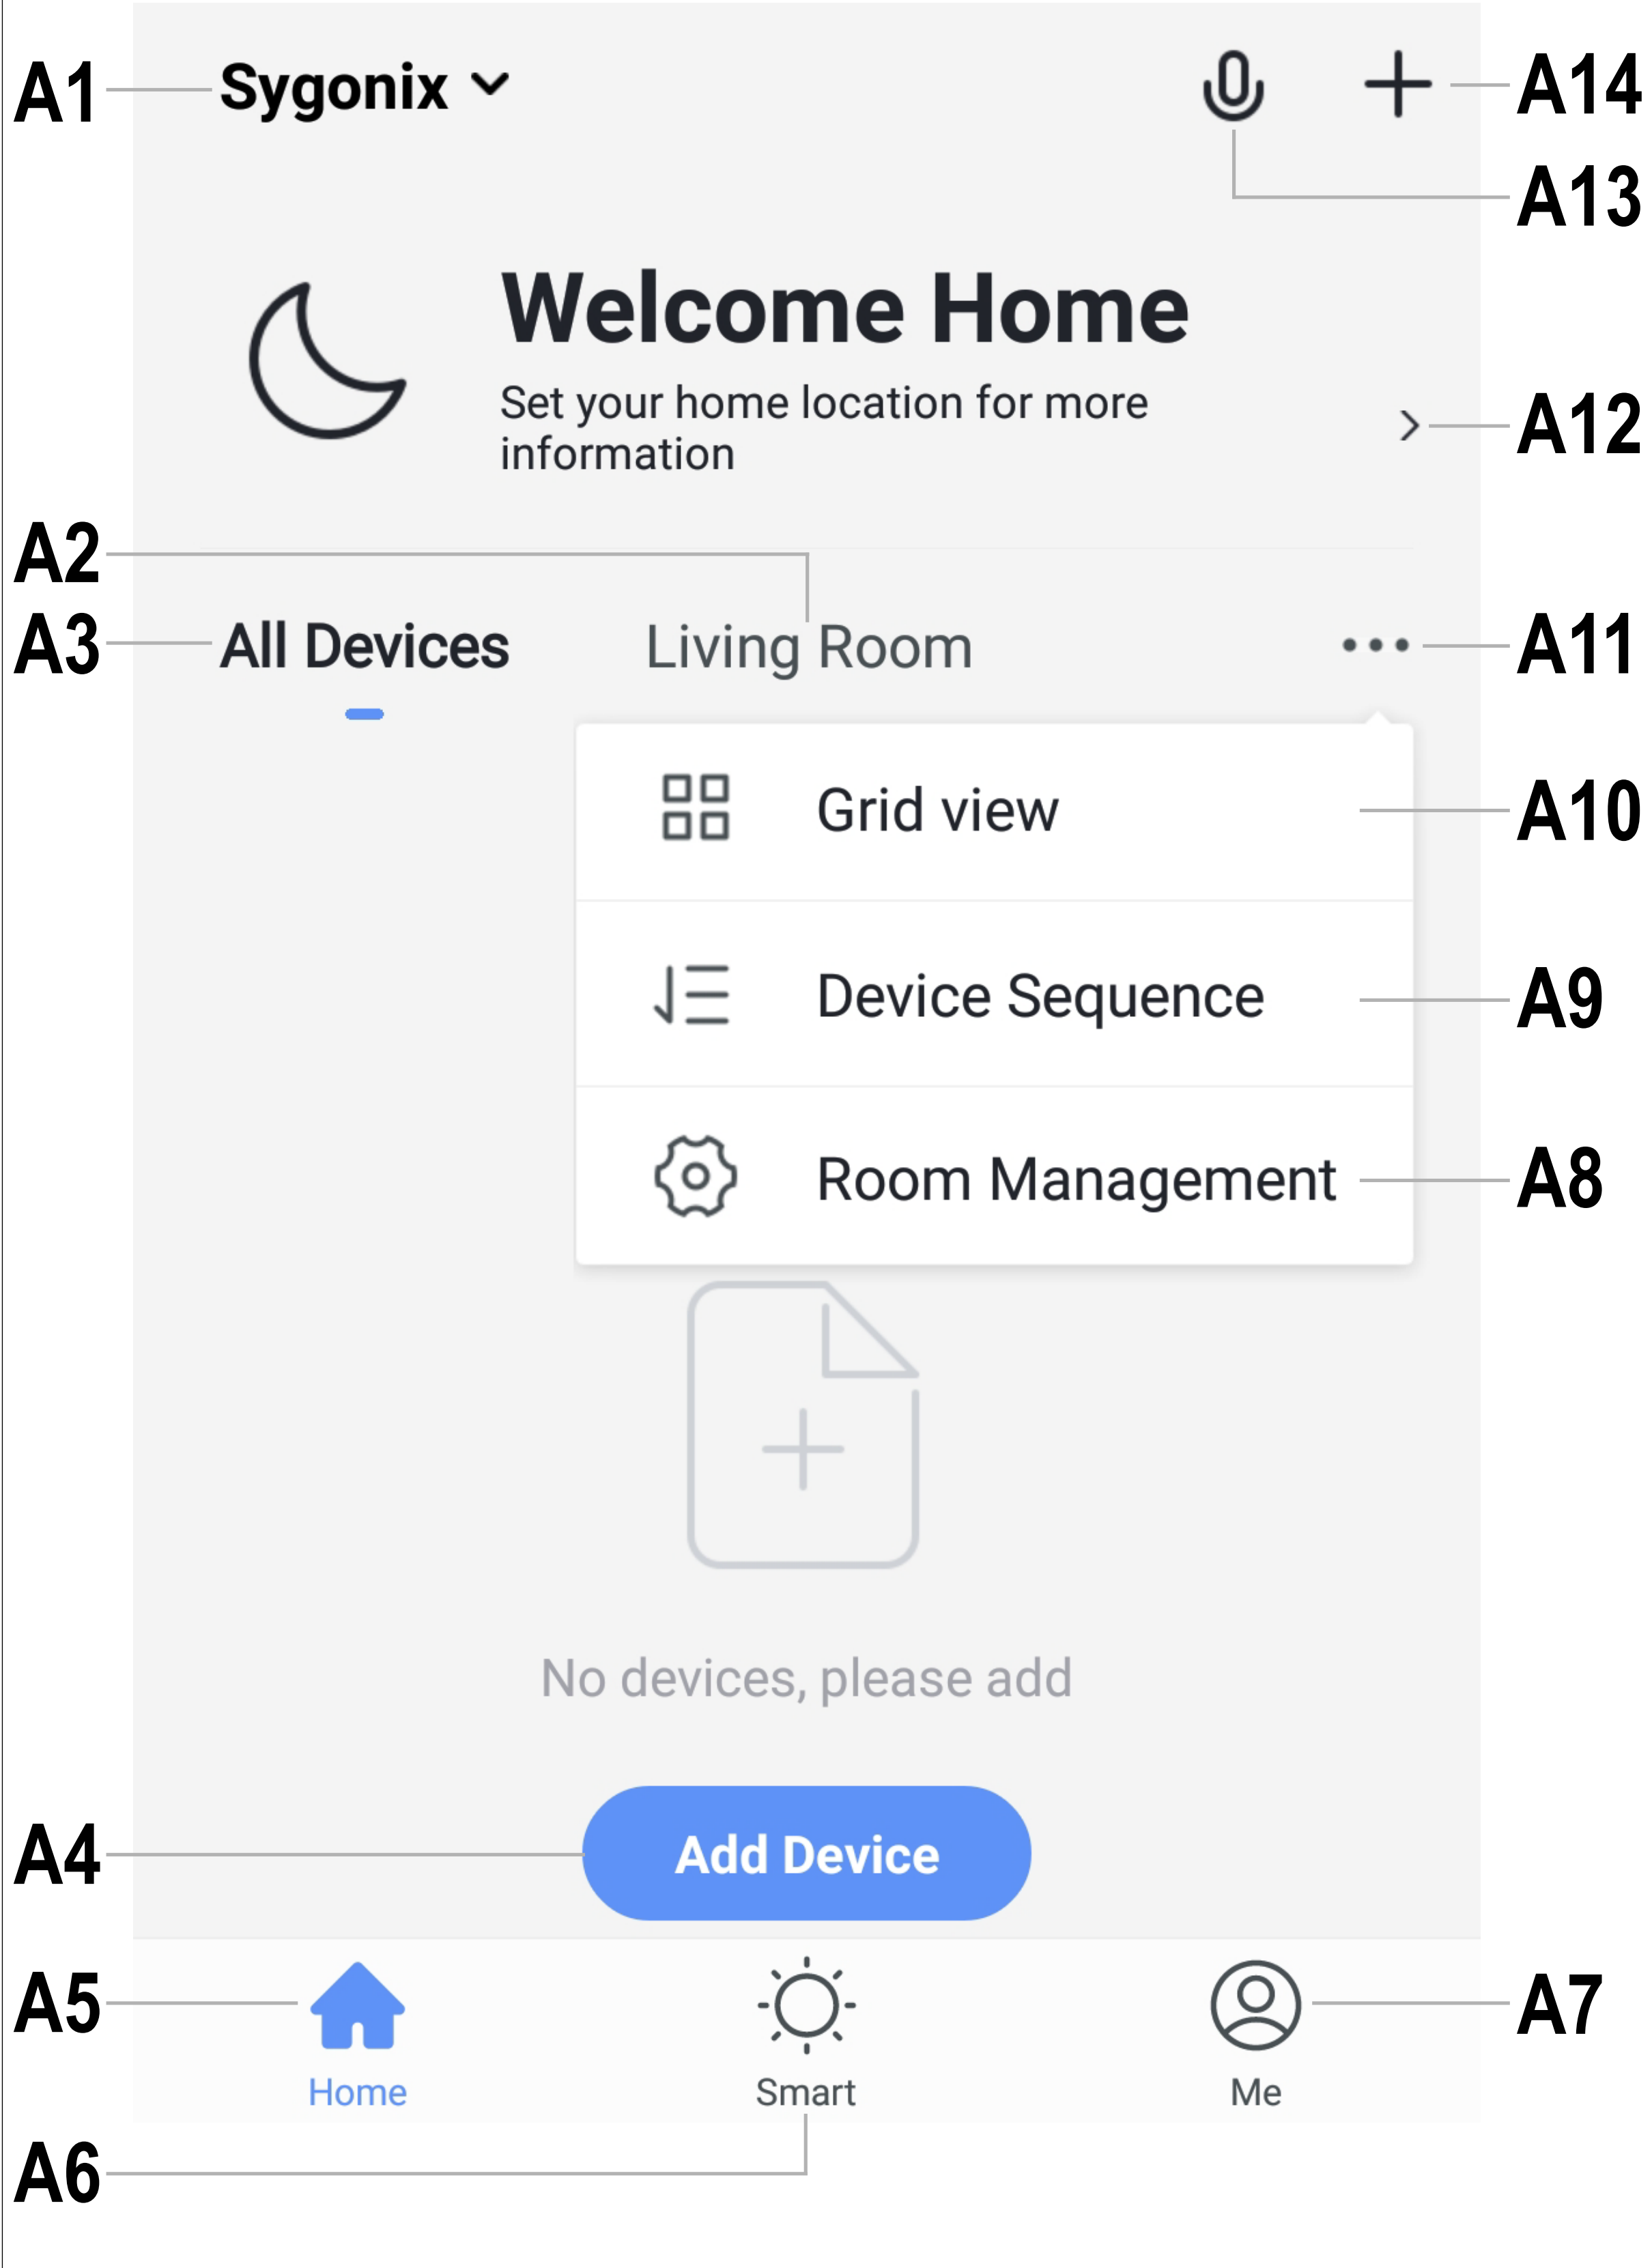 A1 Sygonix A14
A13
Welcome Home
Set your home location for more
information
A12
A2
A3 All Devices Living Room A11
Grid view A10
Device Sequence A9
Room Management A8
No devices, please add
A4 Add Device
A5 A7
Home Smart Me
A6